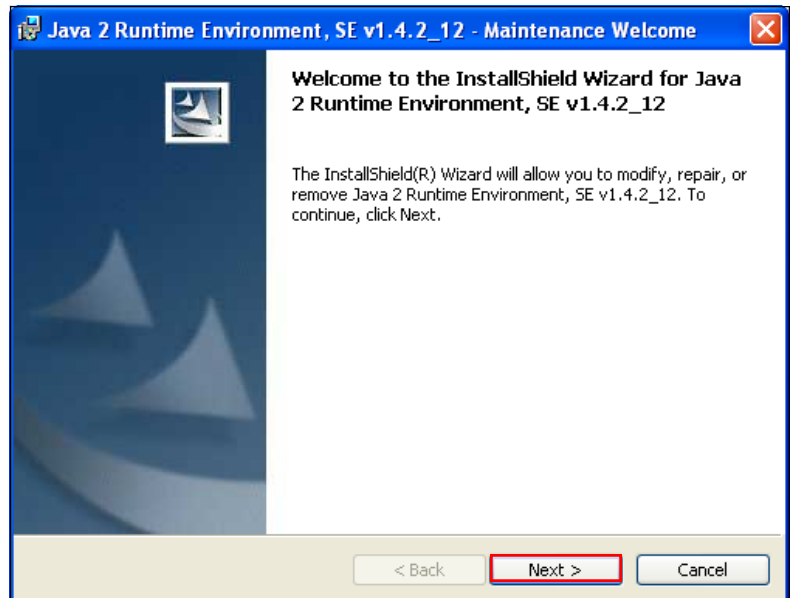 Java 2 Runtime Environment, SE v1.4.2_12 - Maintenance Welcome
Welcome to the InstallShield Wizard for Java
2 Runtime Environment, SE v1.4.2_12
The InstallShield(R) Wizard will allow you to modify, repair, or
remove Java 2 Runtime Environment, SE v1.4.2_12. To
continue, click Next.
< Back Next > Cancel